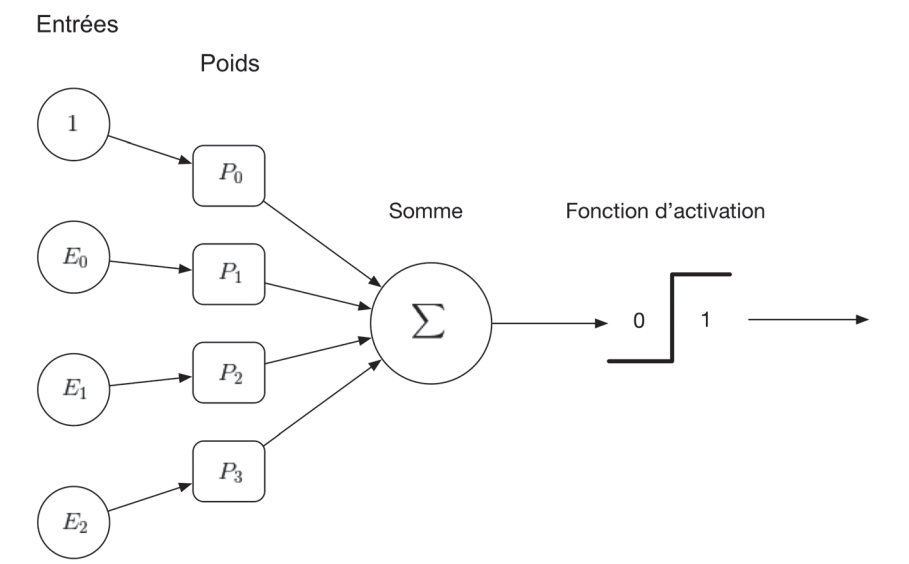 Entrées
Poids
1
P₀
Somme
Fonction d'activation
E₀
P₁
Σ
0
1
E₁
P₂
E₂
P₃